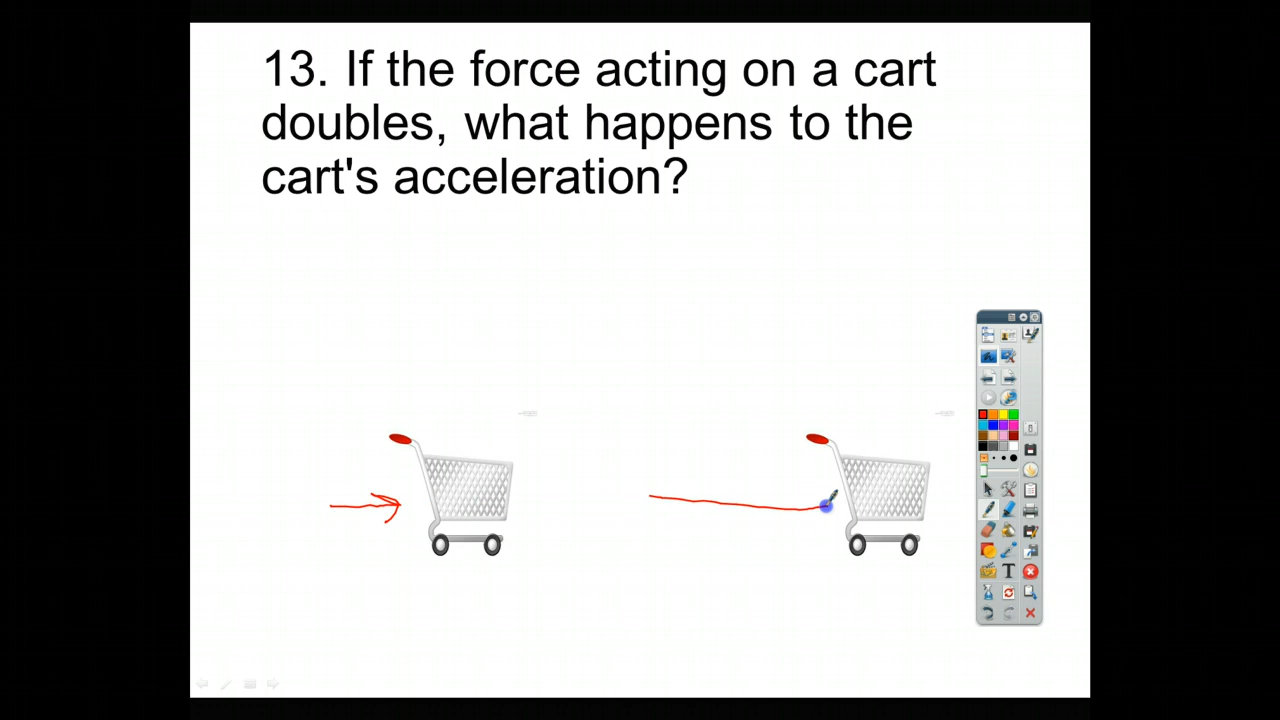 13. If the force acting on a cart
doubles, what happens to the
cart's acceleration?
T